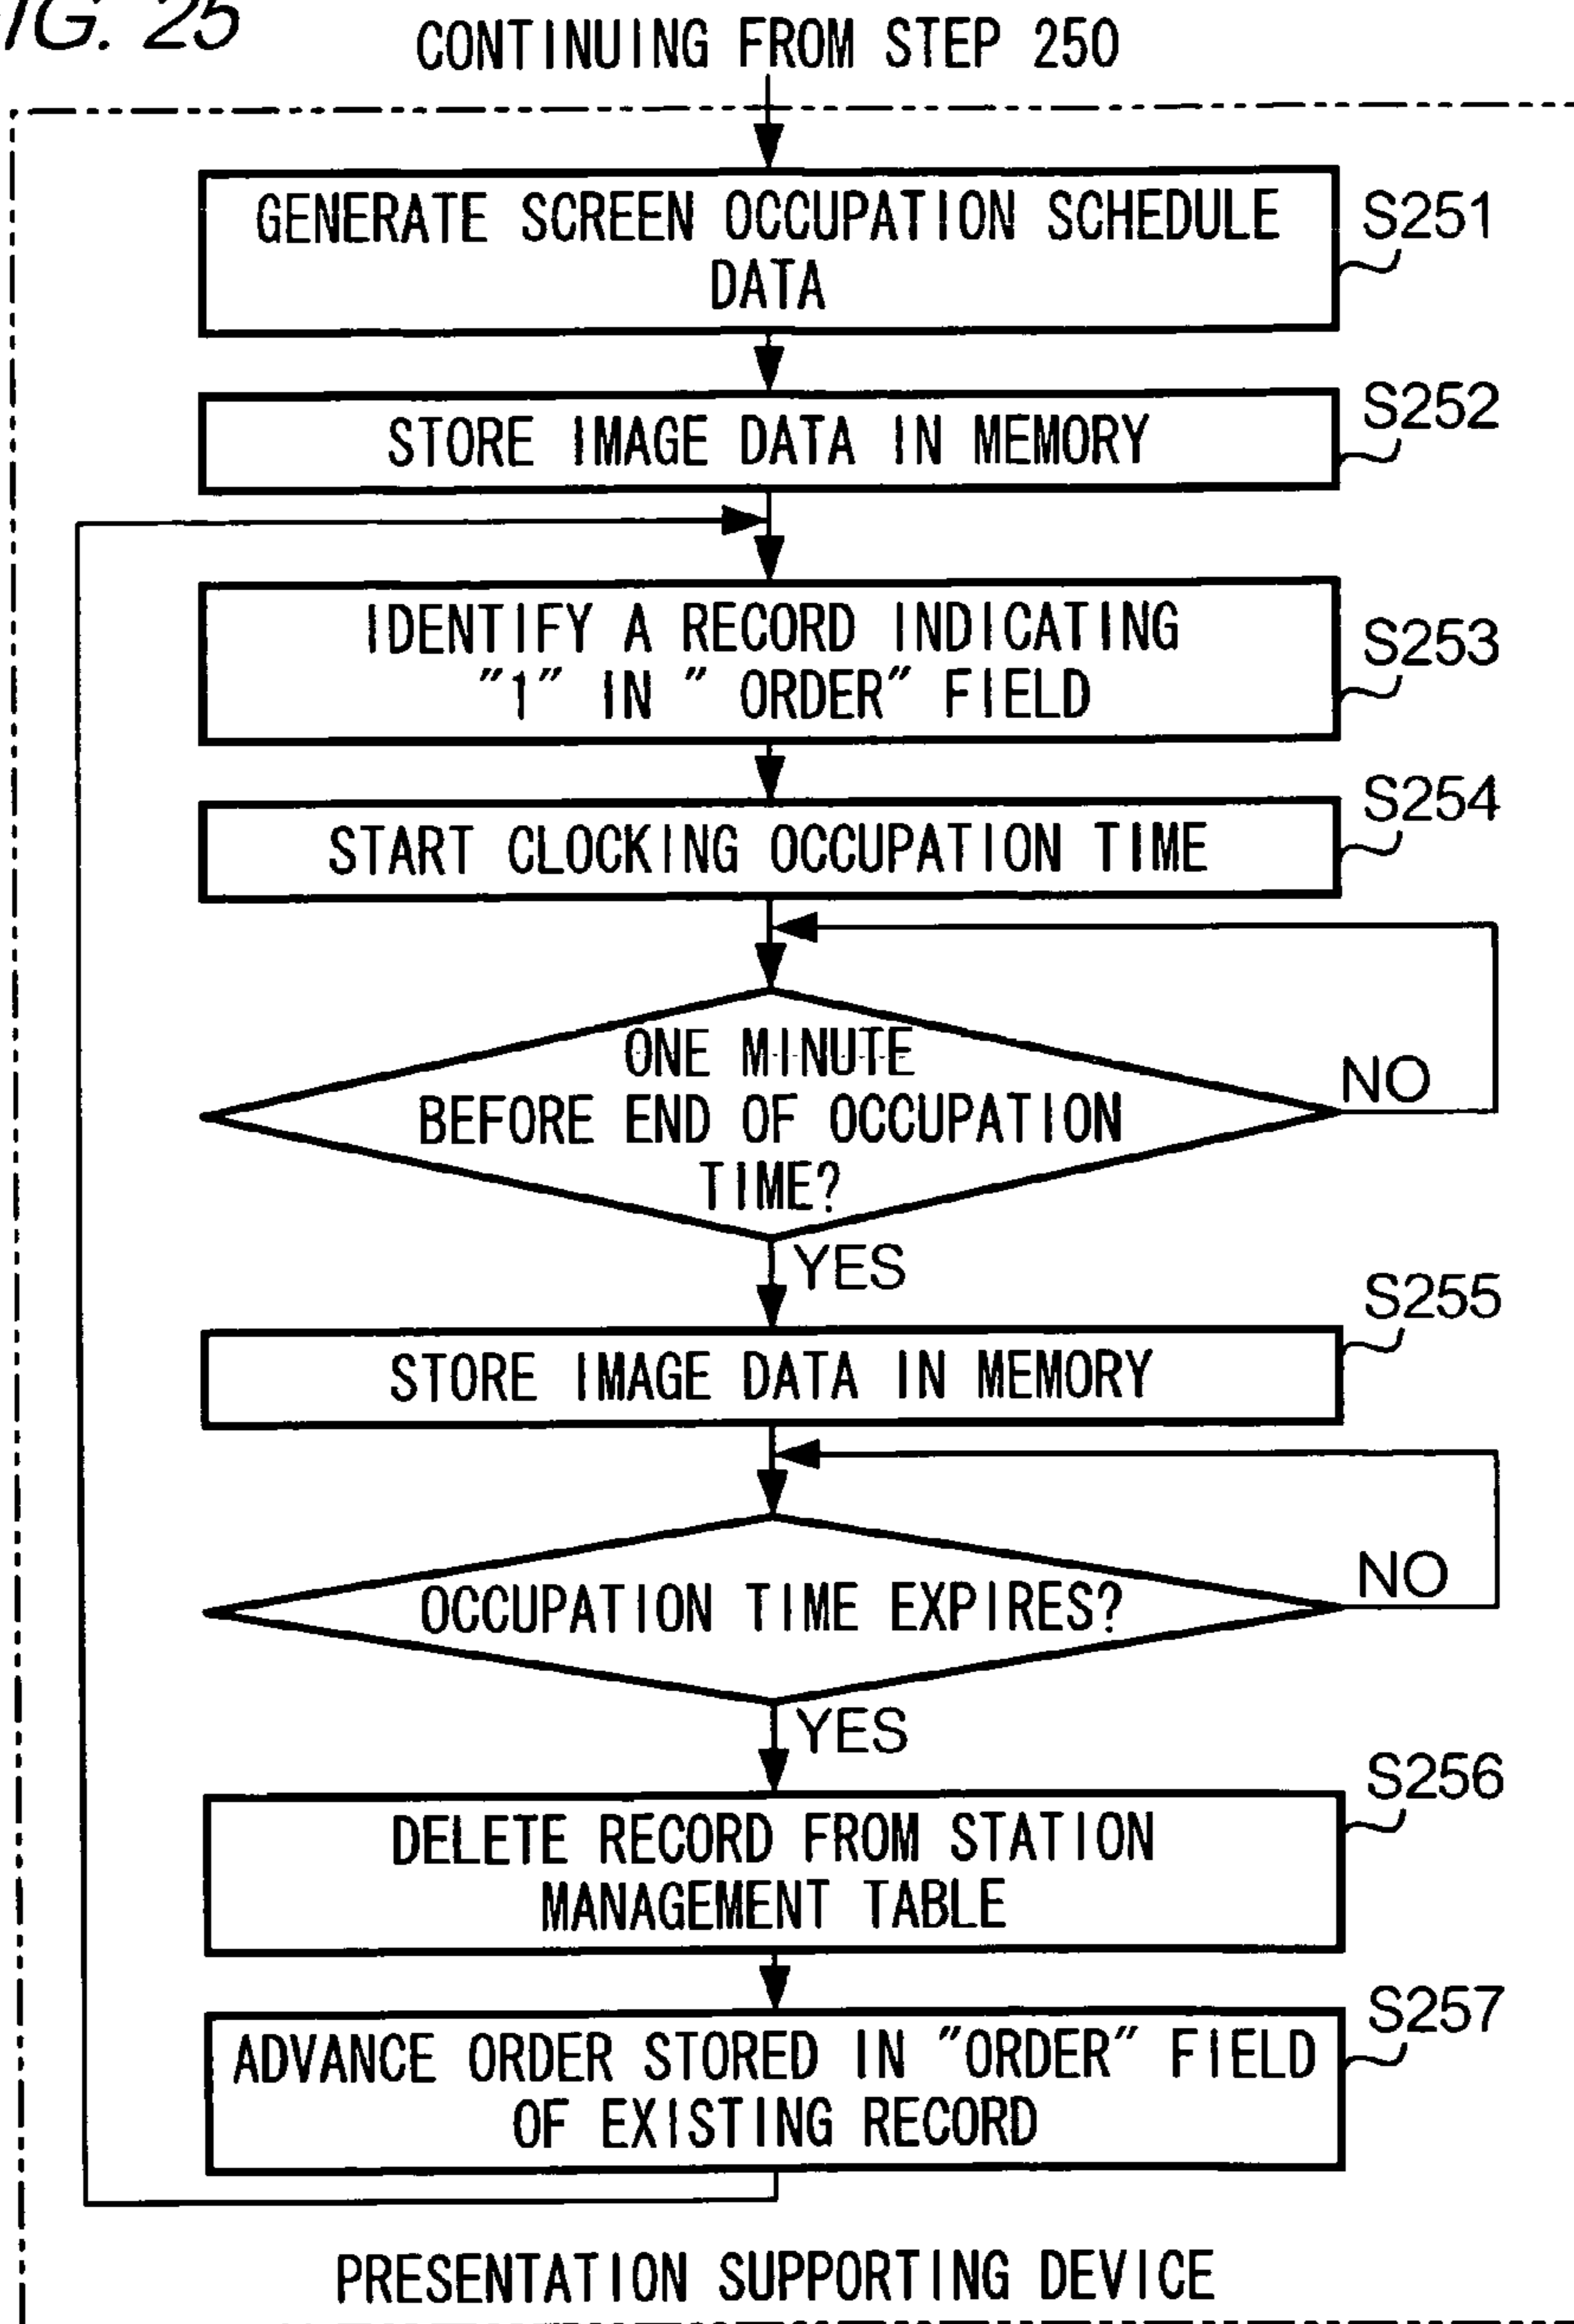 IG. 25
CONTINUING FROM STEP 250
GENERATE SCREEN OCCUPATION SCHEDULE
DATA
S251
STORE IMAGE DATA IN MEMORY
S252
IDENTIFY A RECORD INDICATING
"1" IN " ORDER" FIELD
S253
START CLOCKING OCCUPATION TIME
S254
ONE MINUTE
BEFORE END OF OCCUPATION
TIME?
NO
YES
STORE IMAGE DATA IN MEMORY
S255
OCCUPATION TIME EXPIRES?
NO
YES
DELETE RECORD FROM STATION
MANAGEMENT TABLE
S256
ADVANCE ORDER STORED IN "ORDER" FIELD
OF EXISTING RECORD
S257
PRESENTATION SUPPORTING DEVICE